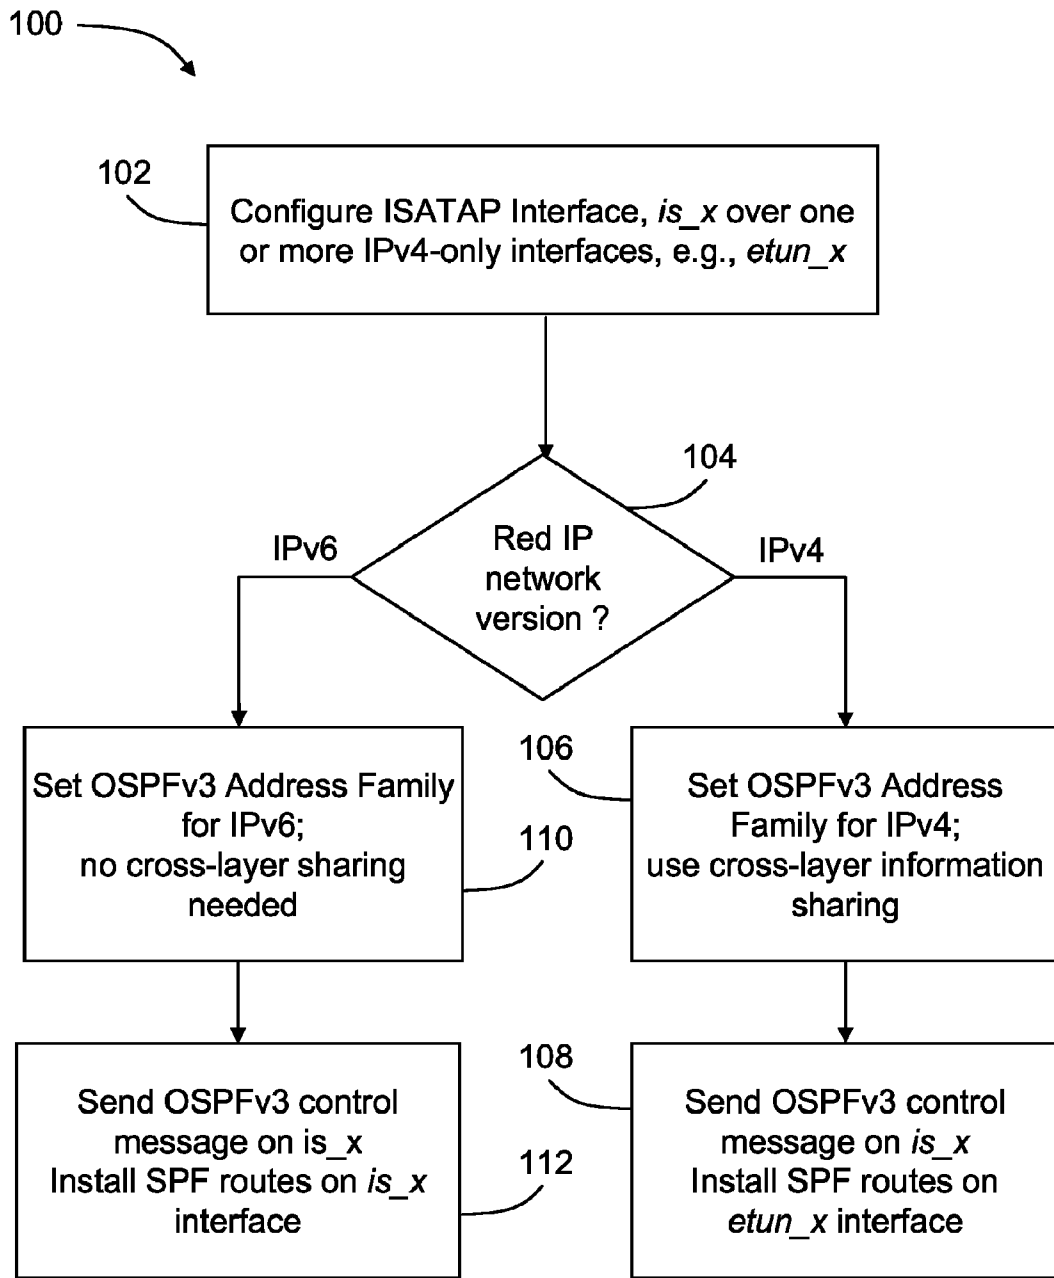 100
102
Configure ISATAP Interface, is_x over one
or more IPv4-only interfaces, e.g., etun_x
104
IPv6
Red IP
network
version ?
IPv4
Set OSPFv3 Address Family
for IPv6;
no cross-layer sharing
needed
110
106
Set OSPFv3 Address
Family for IPv4;
use cross-layer information
sharing
Send OSPFv3 control
message on is_x
Install SPF routes on is_x
interface
112
108
Send OSPFv3 control
message on is_x
Install SPF routes on
etun_x interface